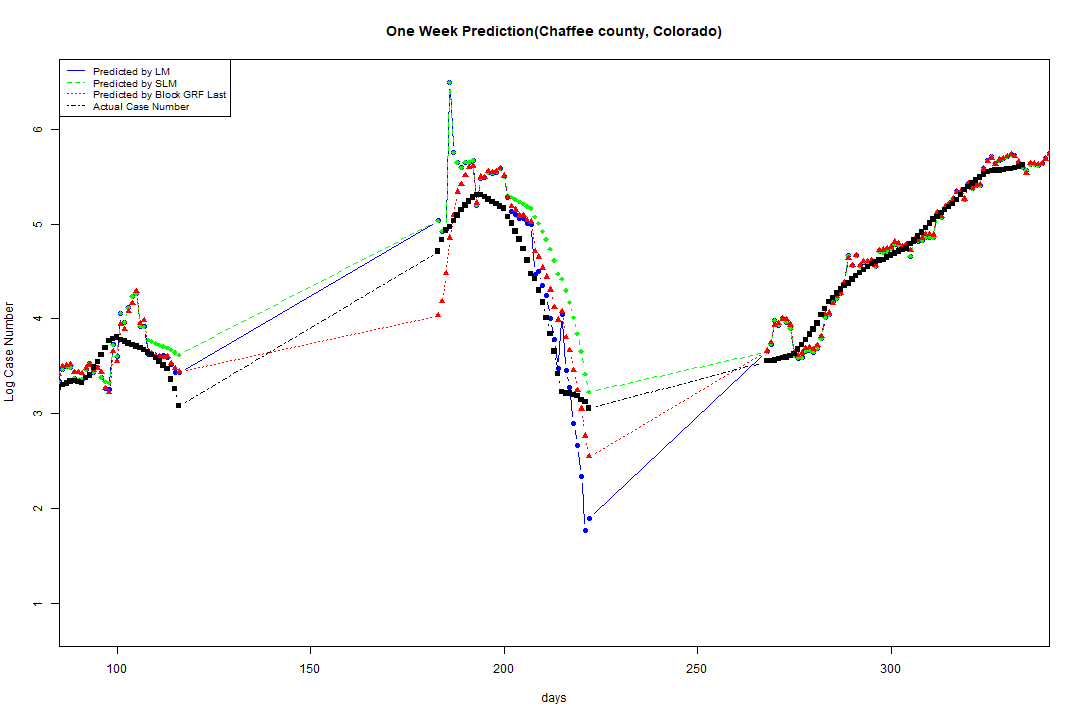 One Week Prediction(Chaffee county, Colorado)
Predicted by LM
Predicted by SLM
Predicted by Block GRF Last
Actual Case Number
Log Case Number
6
5
4
3
2
1
100 150 200 250 300
days